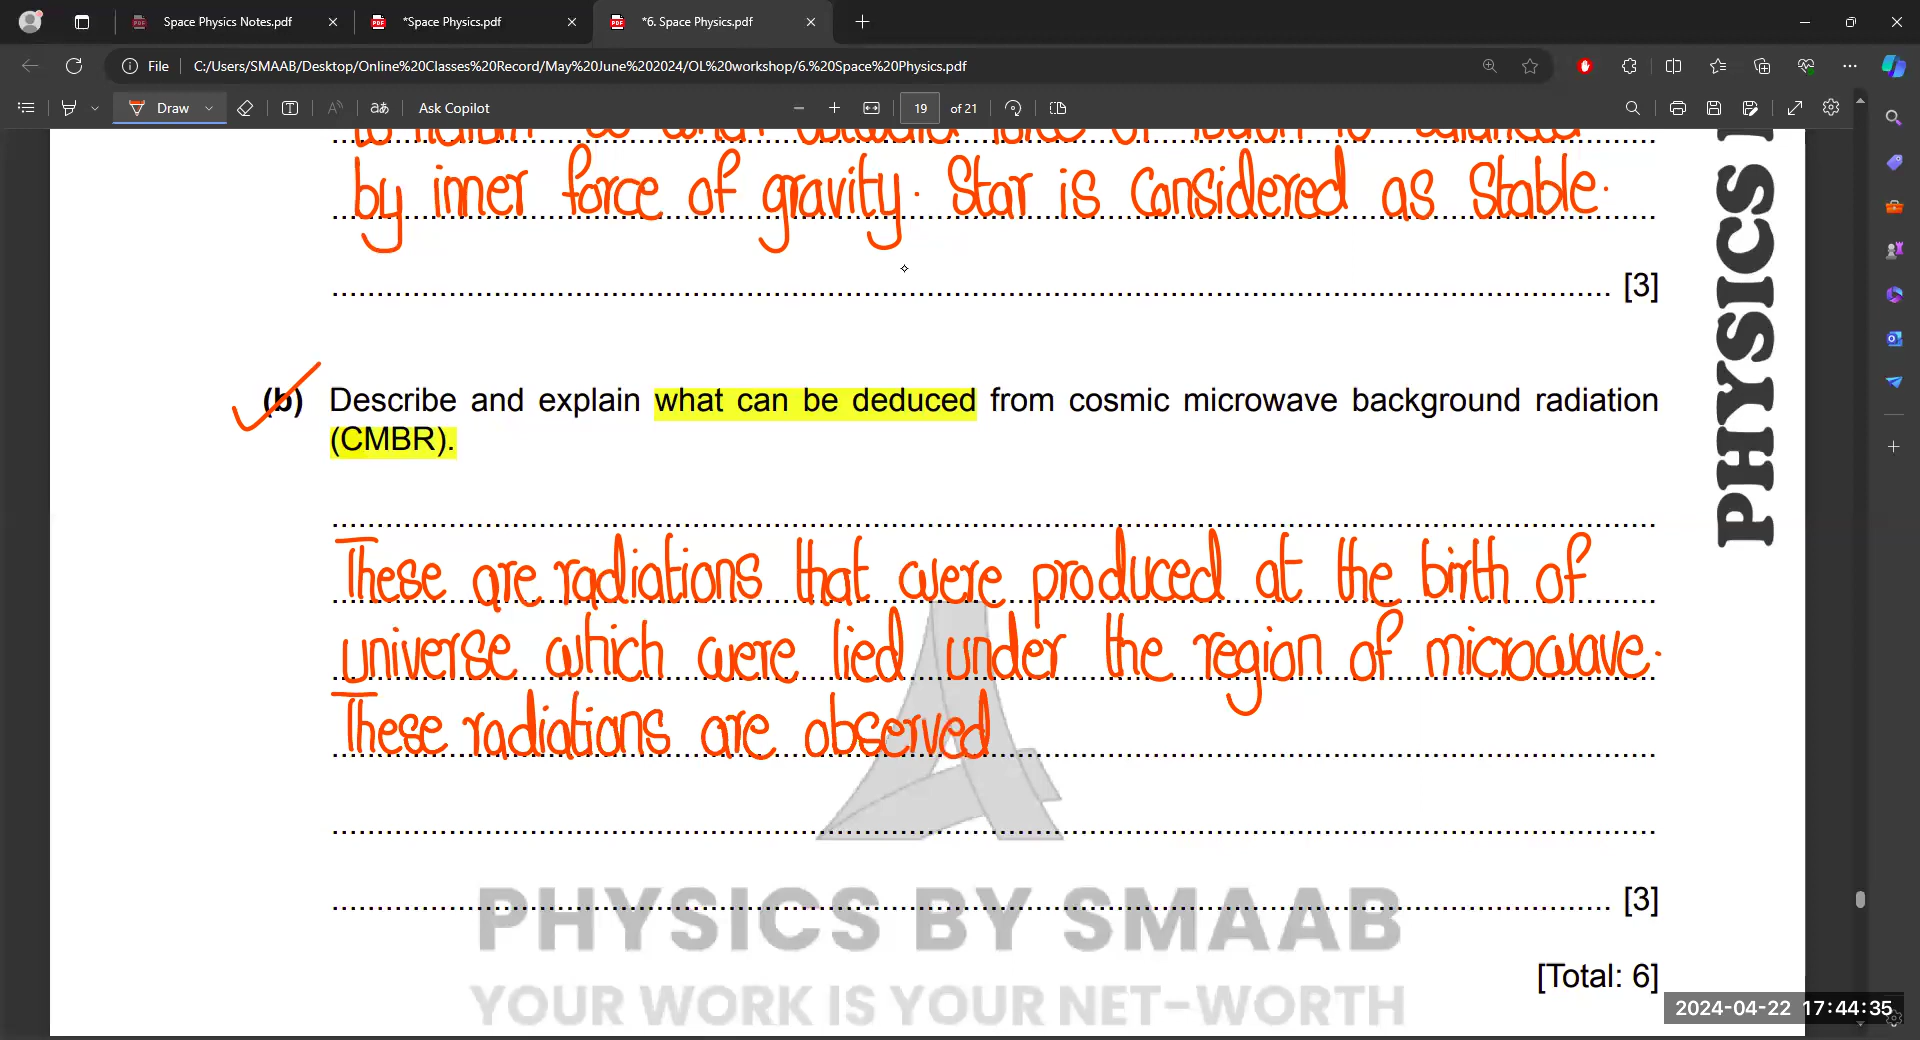 Space Physics Notes.pdf
*Space Physics.pdf
*6. Space Physics.pdf
File
C:/Users/SMAAB/Desktop/Online%20Classes%20Record/May%20June%202024/OL%20workshop/6.%20Space%20Physics.pdf
Draw
Ask Copilot
19 of 21
by inner force of gravity. Star is considered as stable.
[3]
(b) Describe and explain what can be deduced from cosmic microwave background radiation
(CMBR).
These are radiations that were produced at the birth of
universe which were lied under the region of microwave.
These radiations are observed
[3]
PHYSICS BY SMAAB
[Total: 6]
YOUR WORK IS YOUR NET-WORTH
2024-04-22 17:44:35
PHYSICS